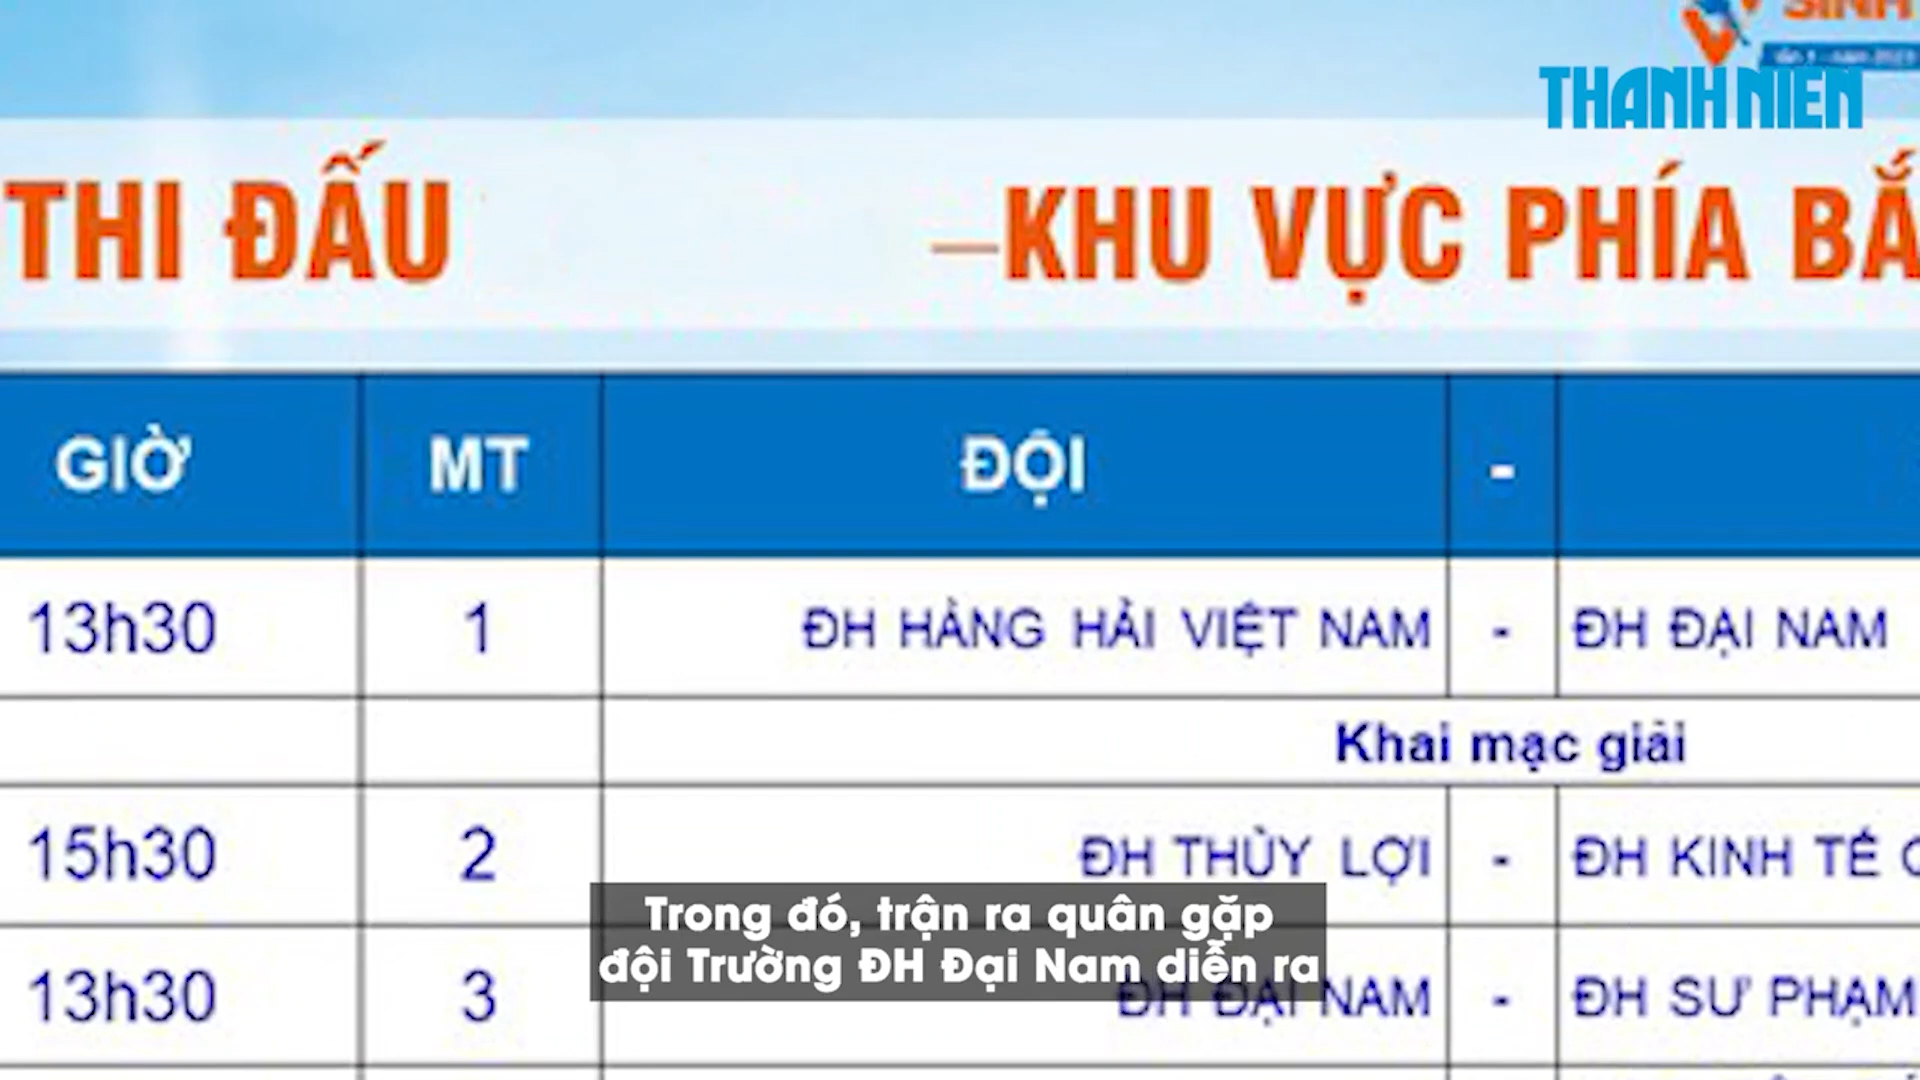 SINH
THANH NIÊN
THI ĐẤU
–KHU VỰC PHÍA BẮ
GIỜ MT ĐỘI -
13h30 1 ĐH HÀNG HẢI VIỆT NAM - ĐH ĐẠI NAM
Khai mạc giải
15h30 2 ĐH THỦY LỢI - ĐH KINH TẾ
13h30 3 ĐH ĐẠI NAM - ĐH SƯ PHẠM
Trong đó, trận ra quân gặp
đội Trường ĐH Đại Nam diễn ra